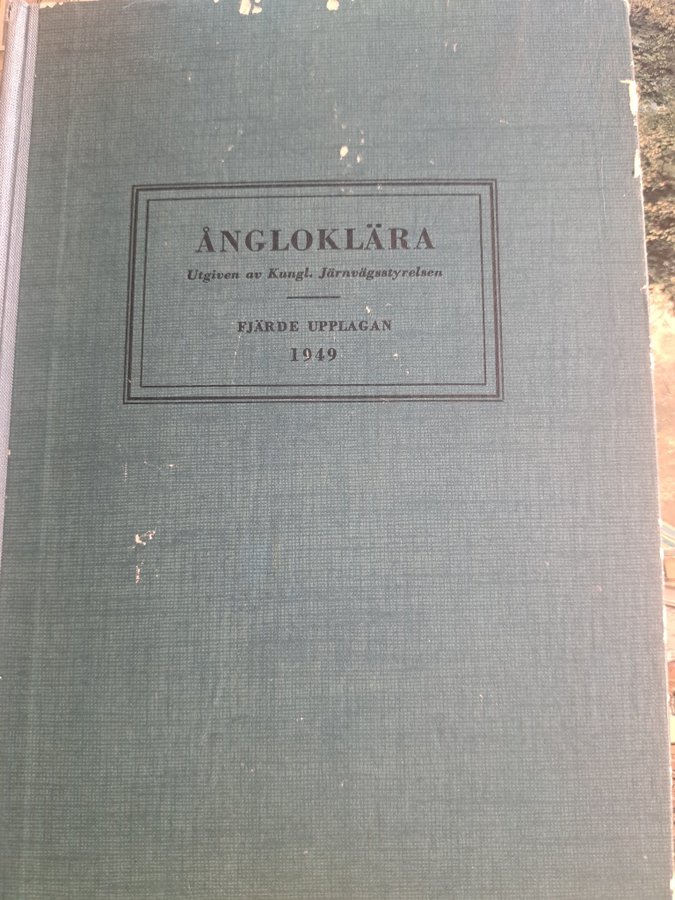 ÅNGLOKLÄRA
Utgiven av Kungl. Järnvägsstyrelsen
FJÄRDE UPPLAGAN
1949